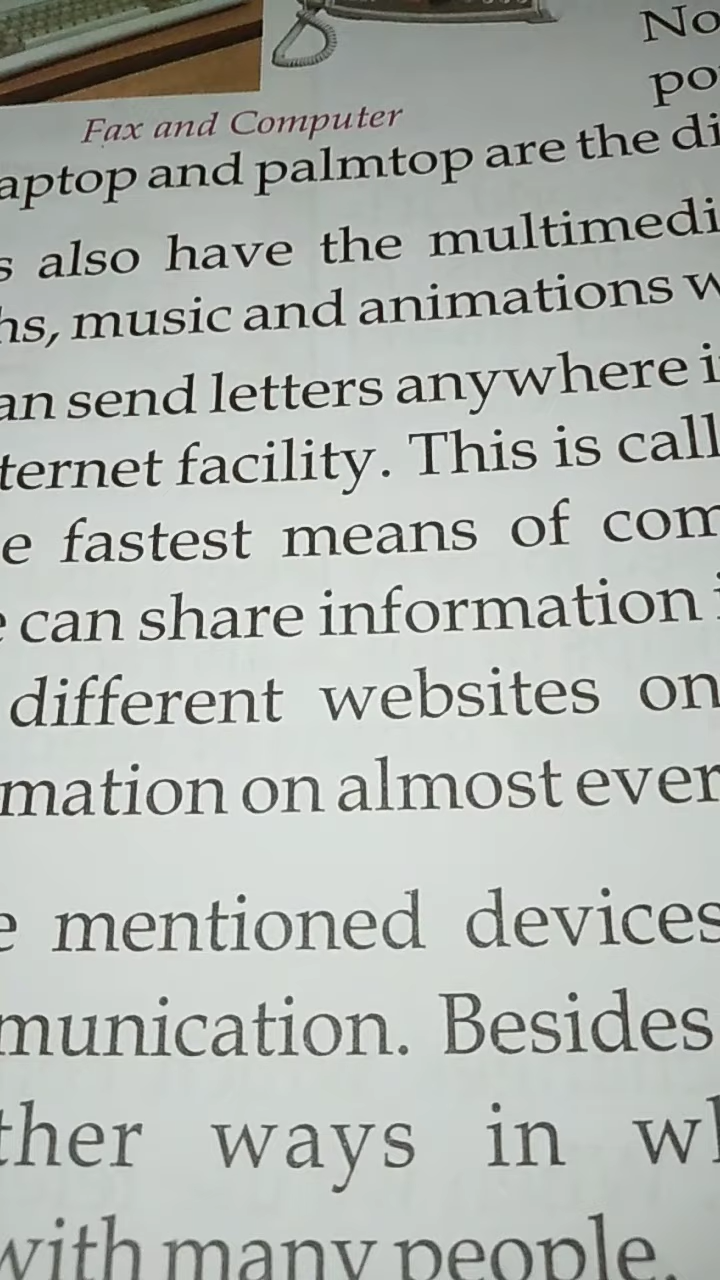 No
po
Fax and Computer
aptop and palmtop are the di
s also have the multimedi
hs, music and animations w
an send letters anywhere i
ternet facility. This is call
e fastest means of com
e can share information i
different websites on
mation on almost ever
e mentioned devices
munication. Besides
ther ways in wh
with many people.